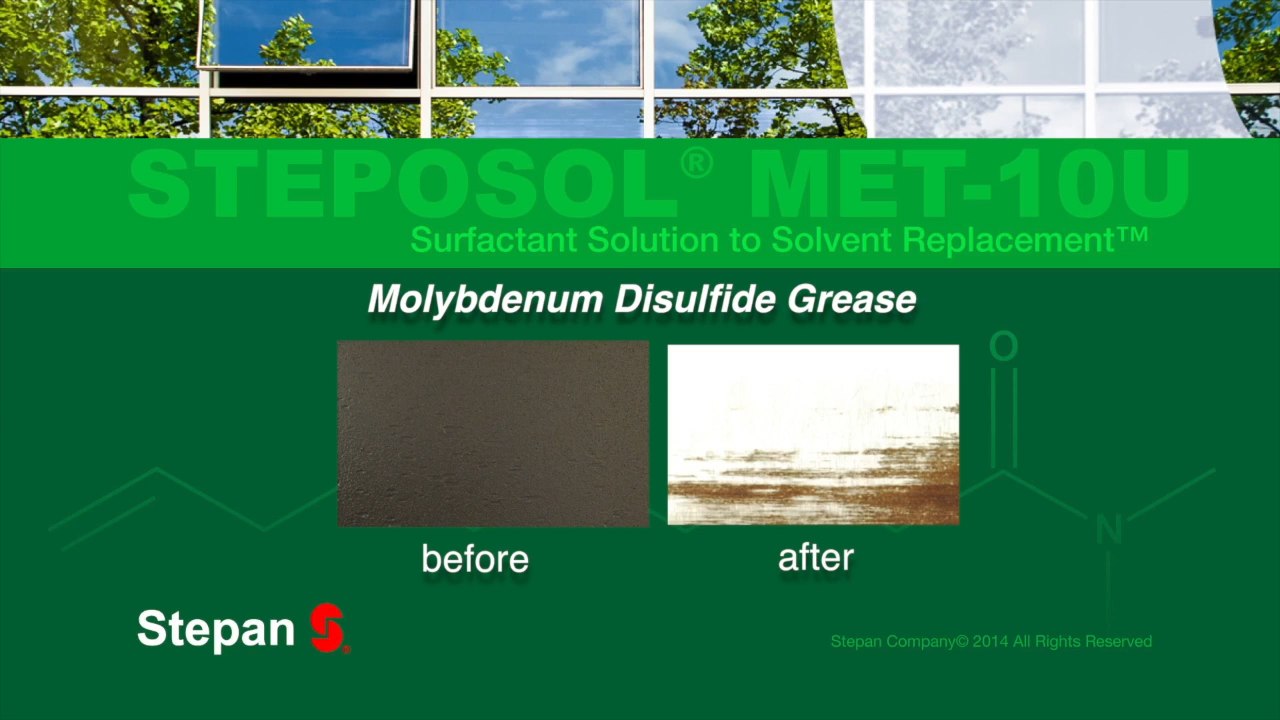 STEPOSOL® MET-10U
Surfactant Solution to Solvent Replacement™
Molybdenum Disulfide Grease
O
N
before
after
Stepan ®
Stepan Company© 2014 All Rights Reserved